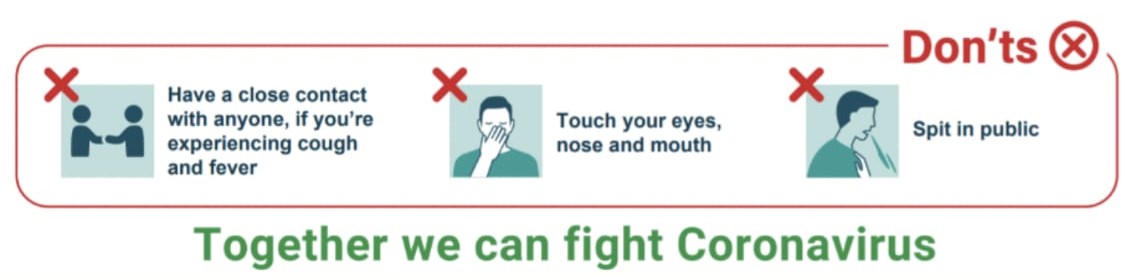 Don'ts
Have a close contact
with anyone, if you're
experiencing cough
and fever
Touch your eyes,
nose and mouth
Spit in public
Together we can fight Coronavirus